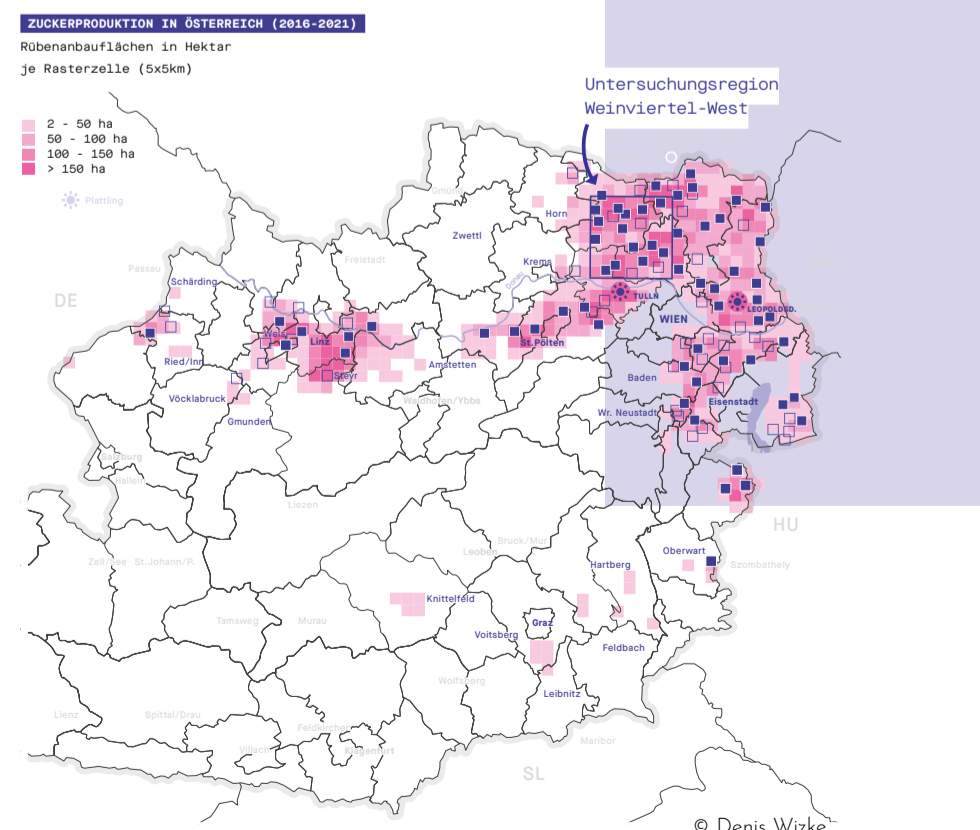 ZUCKERPRODUKTION IN ÖSTERREICH (2016-2021)
Rübenanbauflächen in Hektar
je Rasterzelle (5x5km)
Untersuchungsregion
Weinviertel-West
2 - 50 ha
50 - 100 ha
100 - 150 ha
> 150 ha
Plattling
Gmünd
Horn
Zwettl
Krems
Freistadt
Passau
Schärding
Donau
DE
TULLN
LEOPOLDSD.
WIEN
Wels
Linz
St.Pölten
Ried/Inn
Amstetten
Steyr
Baden
Vöcklabruck
Waidhofen/Ybbs
Eisenstadt
Wr. Neustadt
Gmunden
Salzburg
Hallein
Liezen
HU
Bruck/Mur
Leoben
Oberwart
Zell/See
St.Johann/P.
Hartberg
Szombathely
Knittelfeld
Tamsweg
Murau
Graz
Voitsberg
Feldbach
Wolfsberg
Leibnitz
Lienz
Spittal/Drau
Feldkirchen
Maribor
Villach
Klagenfurt
SL
© Denis Wizke